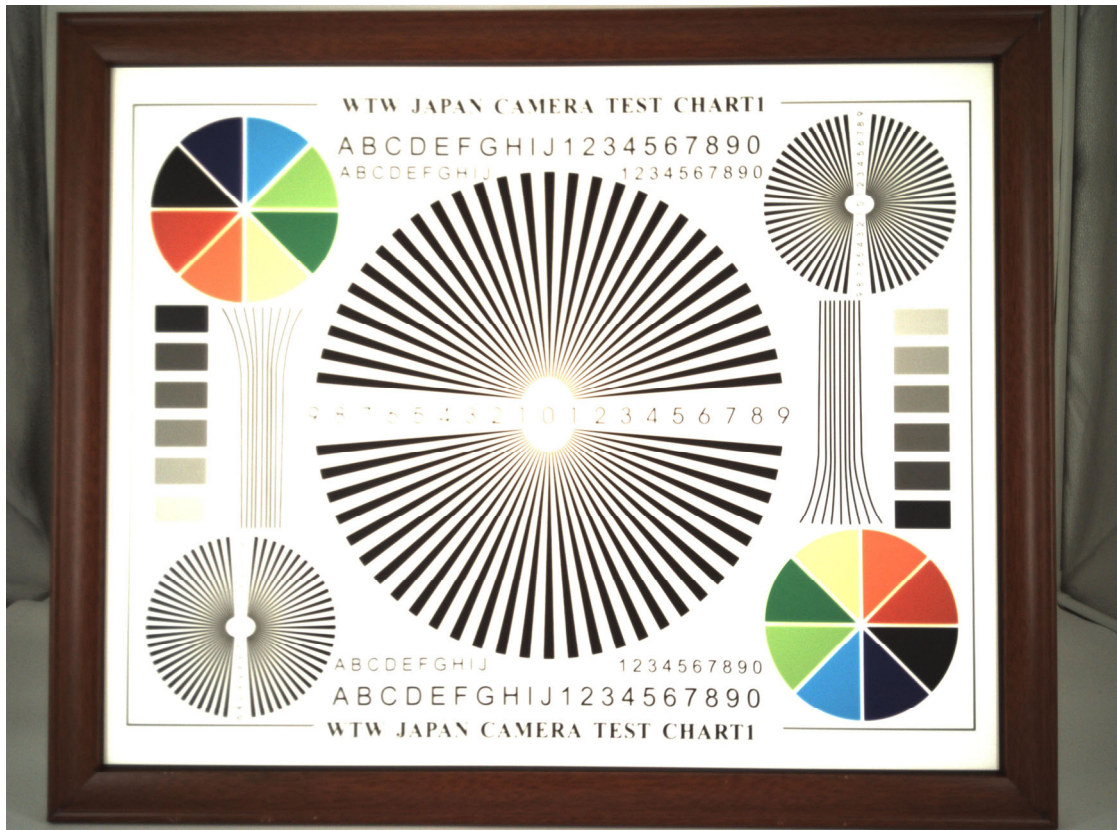 WTW JAPAN CAMERA TEST CHART1
ABCDEFGHIJ1234567890
ABCDEFGHIJ 1234567890
9 8 7 6 5 4 3 2 1 0 1 2 3 4 5 6 7 8 9
ABCDEFGHIJ 1234567890
ABCDEFGHIJ1234567890
WTW JAPAN CAMERA TEST CHART1